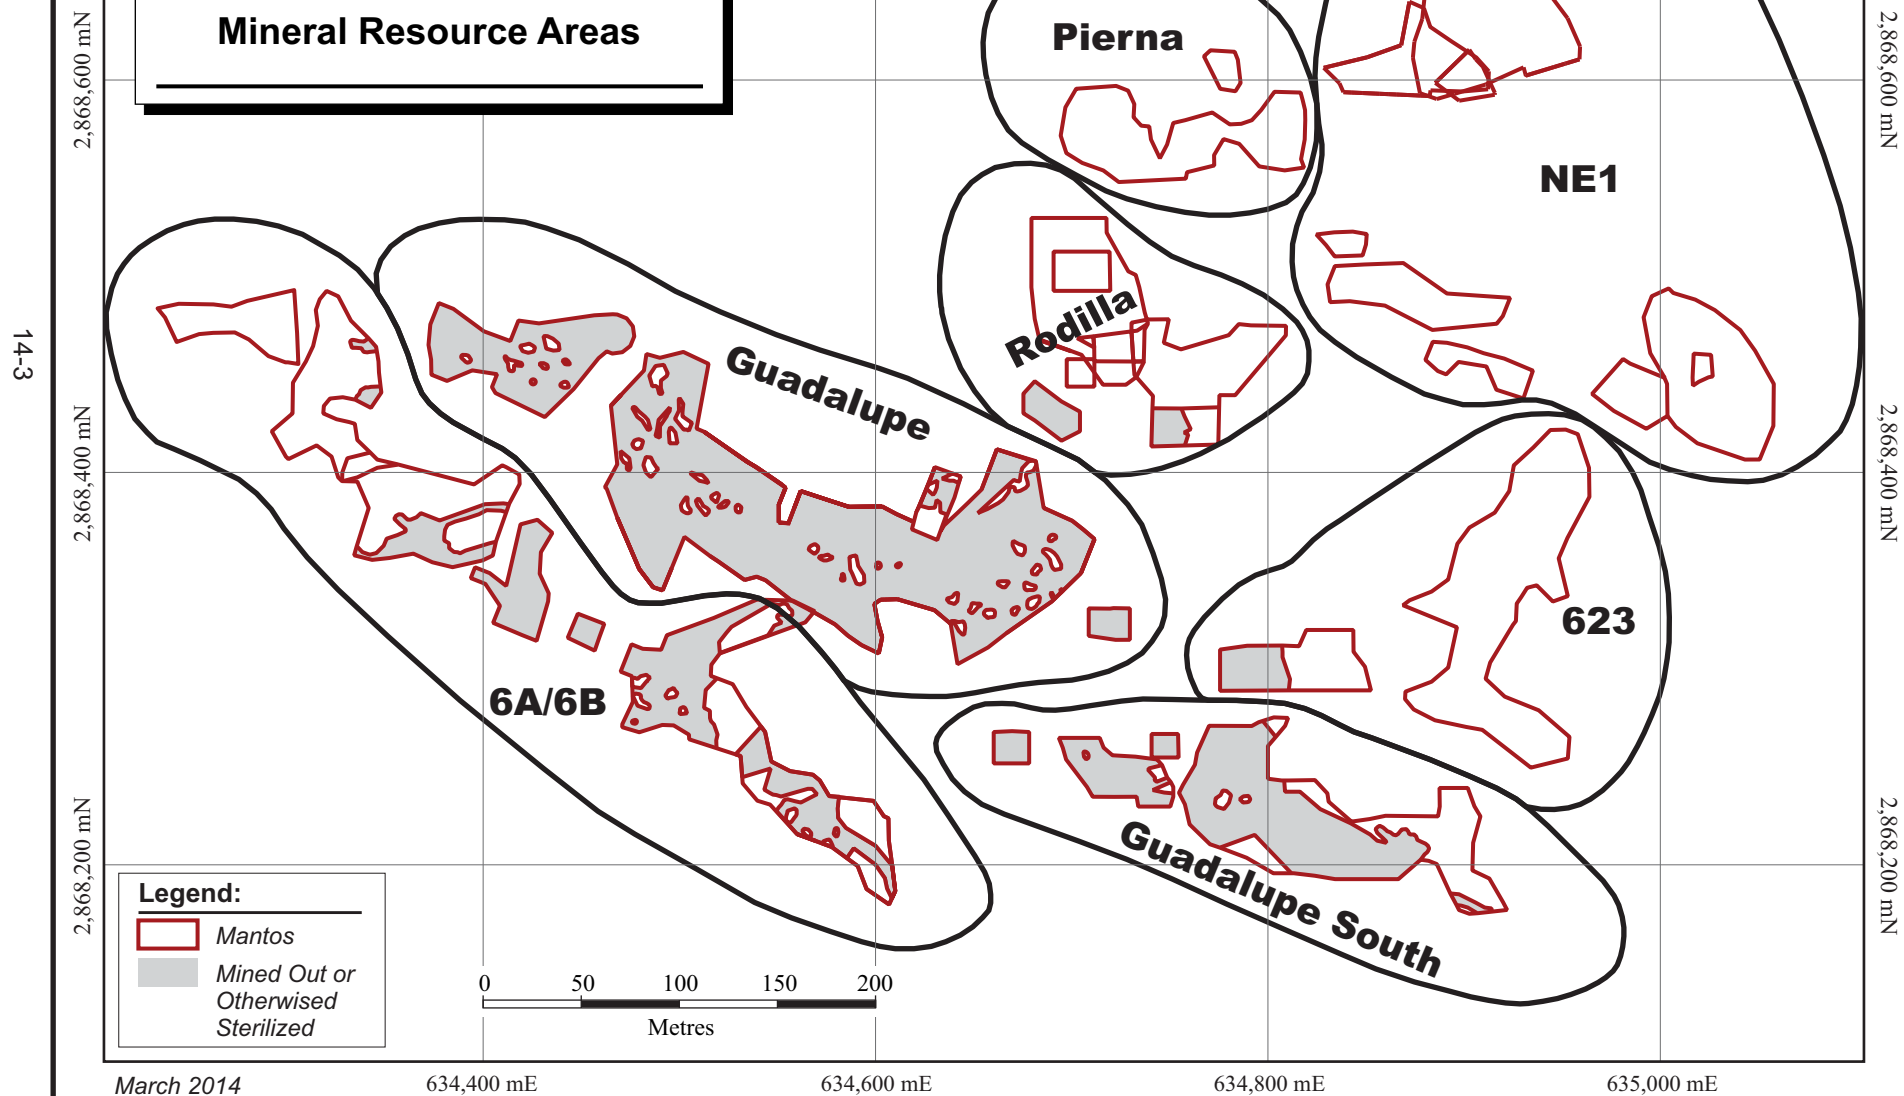 Mineral Resource Areas
Pierna
NE1
Rodilla
Guadalupe
623
6A/6B
Guadalupe South
2,868,600 mN
2,868,400 mN
2,868,200 mN
2,868,600 mN
2,868,400 mN
2,868,200 mN
14-3
Legend:
Mantos
Mined Out or
Otherwised
Sterilized
0 50 100 150 200
Metres
March 2014
634,400 mE
634,600 mE
634,800 mE
635,000 mE